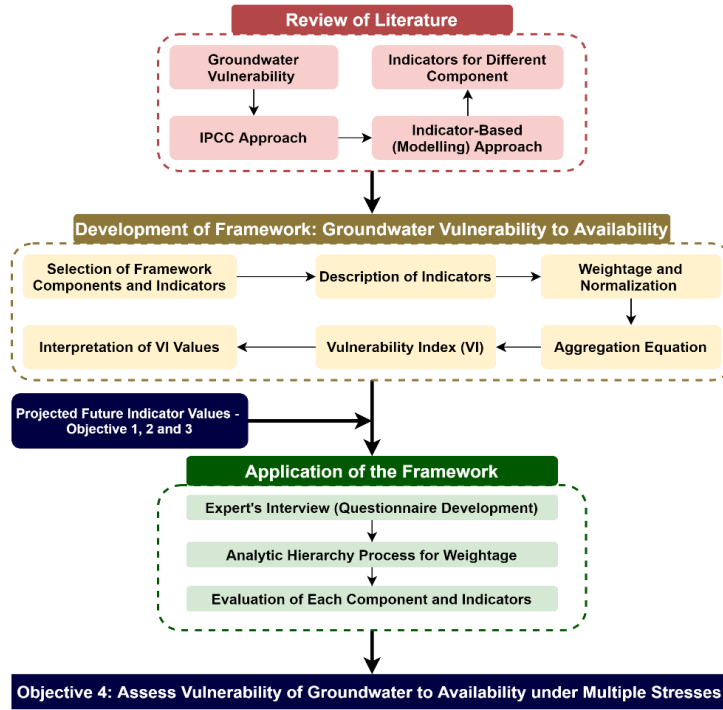 Review of Literature
Groundwater
Vulnerability
Indicators for Different
Component
IPCC Approach
Indicator-Based
(Modelling) Approach
Development of Framework: Groundwater Vulnerability to Availability
Selection of Framework
Components and Indicators
Description of Indicators
Weightage and
Normalization
Interpretation of VI Values
Vulnerability Index (VI)
Aggregation Equation
Projected Future Indicator Values -
Objective 1, 2 and 3
Application of the Framework
Expert's Interview (Questionnaire Development)
Analytic Hierarchy Process for Weightage
Evaluation of Each Component and Indicators
Objective 4: Assess Vulnerability of Groundwater to Availability under Multiple Stresses